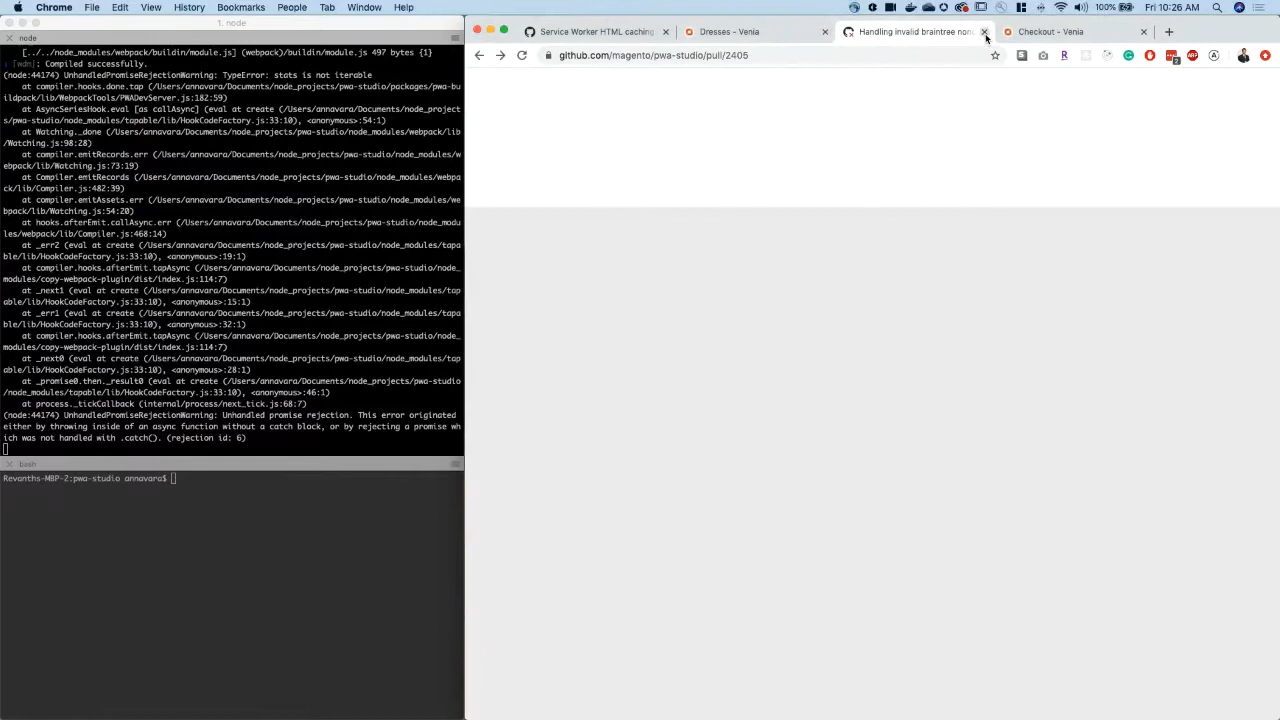 Chrome File Edit View History Bookmarks People Tab Window Help
100% Fri 10:26 AM
1. node
node
[../../node_modules/webpack/buildin/module.js] (webpack)/buildin/module.js 497 bytes {1}
ℹ ｢wdm｣: Compiled successfully.
(node:44174) UnhandledPromiseRejectionWarning: TypeError: stats is not iterable
at compiler.hooks.done.tap (/Users/annavara/Documents/node_projects/pwa-studio/packages/pwa-bu
ildpack/lib/WebpackTools/PWADevServer.js:182:59)
at AsyncSeriesHook.eval [as callAsync] (eval at create (/Users/annavara/Documents/node_project
s/pwa-studio/node_modules/tapable/lib/HookCodeFactory.js:33:10), <anonymous>:54:1)
at Watching._done (/Users/annavara/Documents/node_projects/pwa-studio/node_modules/webpack/lib
/Watching.js:98:28)
at compiler.emitRecords.err (/Users/annavara/Documents/node_projects/pwa-studio/node_modules/w
ebpack/lib/Watching.js:73:19)
at Compiler.emitRecords (/Users/annavara/Documents/node_projects/pwa-studio/node_modules/webpa
ck/lib/Compiler.js:482:39)
at compiler.emitAssets.err (/Users/annavara/Documents/node_projects/pwa-studio/node_modules/we
bpack/lib/Watching.js:54:20)
at hooks.afterEmit.callAsync.err (/Users/annavara/Documents/node_projects/pwa-studio/node_modu
les/webpack/lib/Compiler.js:468:14)
at _err2 (eval at create (/Users/annavara/Documents/node_projects/pwa-studio/node_modules/tapa
ble/lib/HookCodeFactory.js:33:10), <anonymous>:19:1)
at compiler.hooks.afterEmit.tapAsync (/Users/annavara/Documents/node_projects/pwa-studio/node_
modules/copy-webpack-plugin/dist/index.js:114:7)
at _next1 (eval at create (/Users/annavara/Documents/node_projects/pwa-studio/node_modules/tap
able/lib/HookCodeFactory.js:33:10), <anonymous>:15:1)
at _err1 (eval at create (/Users/annavara/Documents/node_projects/pwa-studio/node_modules/tapa
ble/lib/HookCodeFactory.js:33:10), <anonymous>:32:1)
at compiler.hooks.afterEmit.tapAsync (/Users/annavara/Documents/node_projects/pwa-studio/node_
modules/copy-webpack-plugin/dist/index.js:114:7)
at _next0 (eval at create (/Users/annavara/Documents/node_projects/pwa-studio/node_modules/tap
able/lib/HookCodeFactory.js:33:10), <anonymous>:28:1)
at _promise0.then._result0 (eval at create (/Users/annavara/Documents/node_projects/pwa-studio
/node_modules/tapable/lib/HookCodeFactory.js:33:10), <anonymous>:46:1)
at process._tickCallback (internal/process/next_tick.js:68:7)
(node:44174) UnhandledPromiseRejectionWarning: Unhandled promise rejection. This error originated
either by throwing inside of an async function without a catch block, or by rejecting a promise wh
ich was not handled with .catch(). (rejection id: 6)
bash
Revanths-MBP-2:pwa-studio annavara$
Service Worker HTML caching
Dresses - Venia
Handling invalid braintree nonc
Checkout - Venia
github.com/magento/pwa-studio/pull/2405